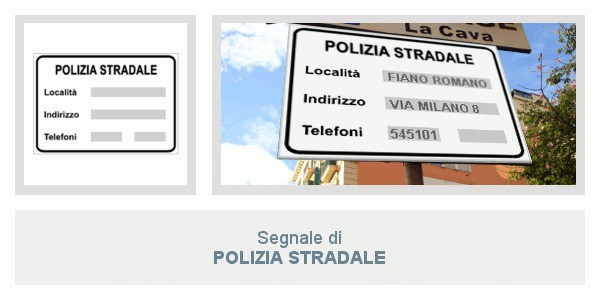 POLIZIA STRADALE
Località
Indirizzo
Telefoni
La Cava
POLIZIA STRADALE
Località FIANO ROMANO
Indirizzo VIA MILANO 8
Telefoni 545101
Segnale di
POLIZIA STRADALE